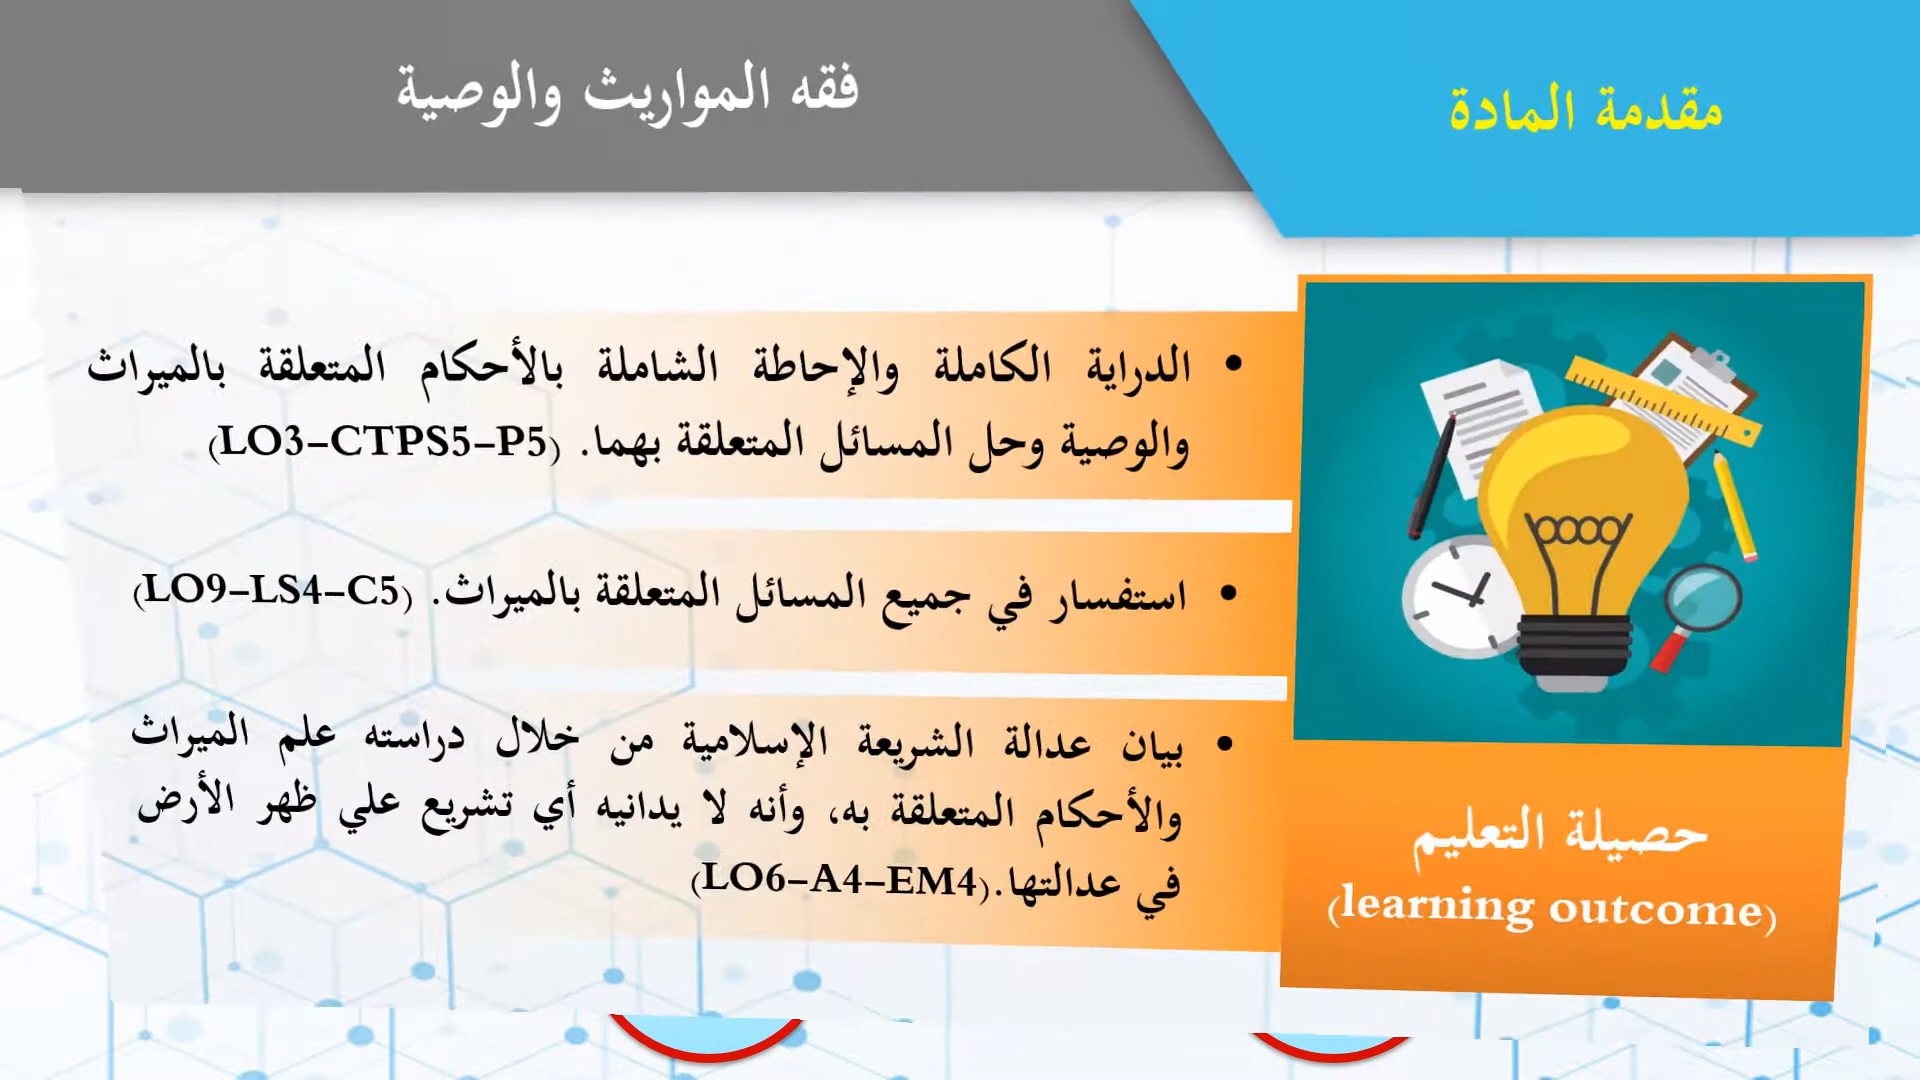 مقدمة المادة
فقه المواريث والوصية
• الدراية الكاملة والإحاطة الشاملة بالأحكام المتعلقة بالميراث
والوصية وحل المسائل المتعلقة بهما. (LO3-CTPS5-P5)
• استفسار في جميع المسائل المتعلقة بالميراث. (LO9-LS4-C5)
• بيان عدالة الشريعة الإسلامية من خلال دراسته علم الميراث
والأحكام المتعلقة به، وأنه لا يدانيه أي تشريع علي ظهر الأرض
في عدالتها.(LO6-A4-EM4)
حصيلة التعليم
(learning outcome)